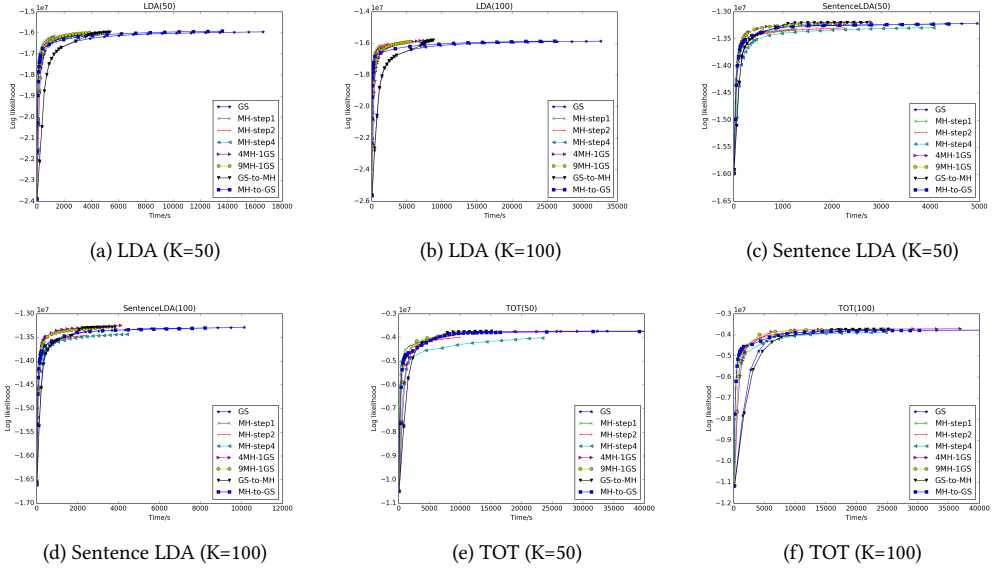 1e7
LDA(50)
−1.5
−1.6
−1.7
−1.8
−1.9
−2.0
−2.1
−2.2
−2.3
−2.4
Log likelihood
0 2000 4000 6000 8000 10000 12000 14000 16000 18000
Time/s
GS
MH-step1
MH-step2
MH-step4
4MH-1GS
9MH-1GS
GS-to-MH
MH-to-GS
(a) LDA (K=50)
1e7
LDA(100)
−1.4
−1.6
−1.8
−2.0
−2.2
−2.4
−2.6
Log likelihood
0 5000 10000 15000 20000 25000 30000 35000
Time/s
GS
MH-step1
MH-step2
MH-step4
4MH-1GS
9MH-1GS
GS-to-MH
MH-to-GS
(b) LDA (K=100)
1e7
SentenceLDA(50)
−1.30
−1.35
−1.40
−1.45
−1.50
−1.55
−1.60
−1.65
Log likelihood
0 1000 2000 3000 4000 5000
Time/s
GS
MH-step1
MH-step2
MH-step4
4MH-1GS
9MH-1GS
GS-to-MH
MH-to-GS
(c) Sentence LDA (K=50)
1e7
SentenceLDA(100)
−1.30
−1.35
−1.40
−1.45
−1.50
−1.55
−1.60
−1.65
−1.70
Log likelihood
0 2000 4000 6000 8000 10000 12000
Time/s
GS
MH-step1
MH-step2
MH-step4
4MH-1GS
9MH-1GS
GS-to-MH
MH-to-GS
(d) Sentence LDA (K=100)
1e7
TOT(50)
−0.3
−0.4
−0.5
−0.6
−0.7
−0.8
−0.9
−1.0
−1.1
Log likelihood
0 5000 10000 15000 20000 25000 30000 35000 40000
Time/s
GS
MH-step1
MH-step2
MH-step4
4MH-1GS
9MH-1GS
GS-to-MH
MH-to-GS
(e) TOT (K=50)
1e7
TOT(100)
−0.3
−0.4
−0.5
−0.6
−0.7
−0.8
−0.9
−1.0
−1.1
−1.2
Log likelihood
0 5000 10000 15000 20000 25000 30000 35000 40000
Time/s
GS
MH-step1
MH-step2
MH-step4
4MH-1GS
9MH-1GS
GS-to-MH
MH-to-GS
(f) TOT (K=100)